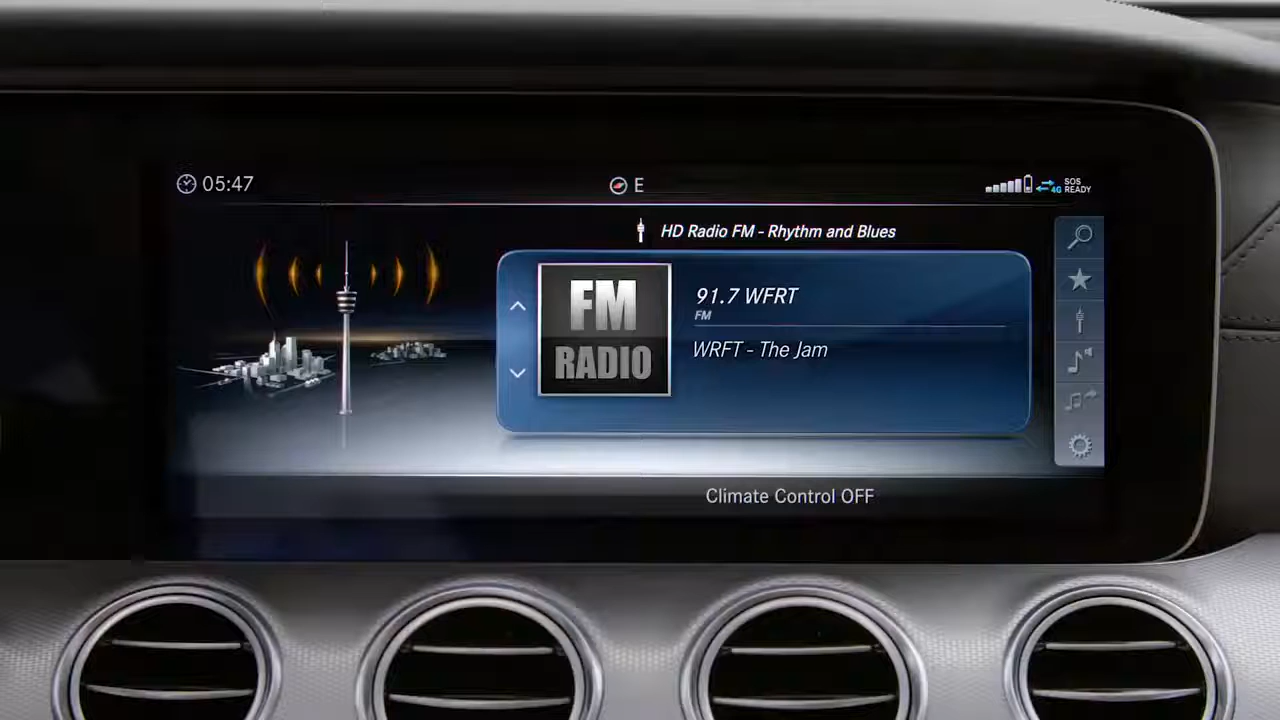 05:47
E
4G
SOS
READY
HD Radio FM - Rhythm and Blues
FM
RADIO
91.7 WFRT
FM
WRFT - The Jam
Climate Control OFF